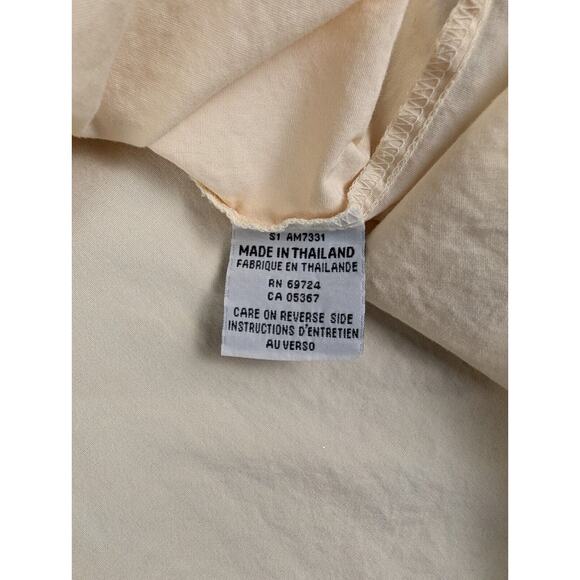 S1 AM7331
MADE IN THAILAND
FABRIQUE EN THAILANDE
RN 69724
CA 05367
CARE ON REVERSE SIDE
INSTRUCTIONS D'ENTRETIEN
AU VERSO